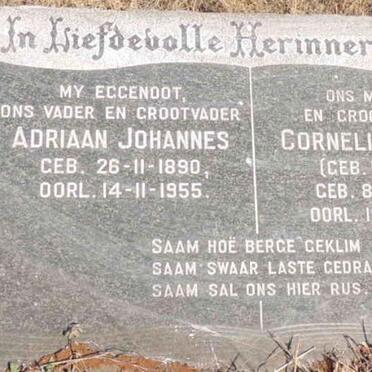 In Liefdevolle Herinner
MY EGGENOOT,
ONS VADER EN GROOTVADER
ADRIAAN JOHANNES
GEB. 26-11-1890,
OORL. 14-11-1955.
ONS M
EN GROO
CORNELI
(GEB.
GEB. 8
OORL. 1
SAAM HOË BERGE GEKLIM
SAAM SWAAR LASTE GEDRA
SAAM SAL ONS HIER RUS.